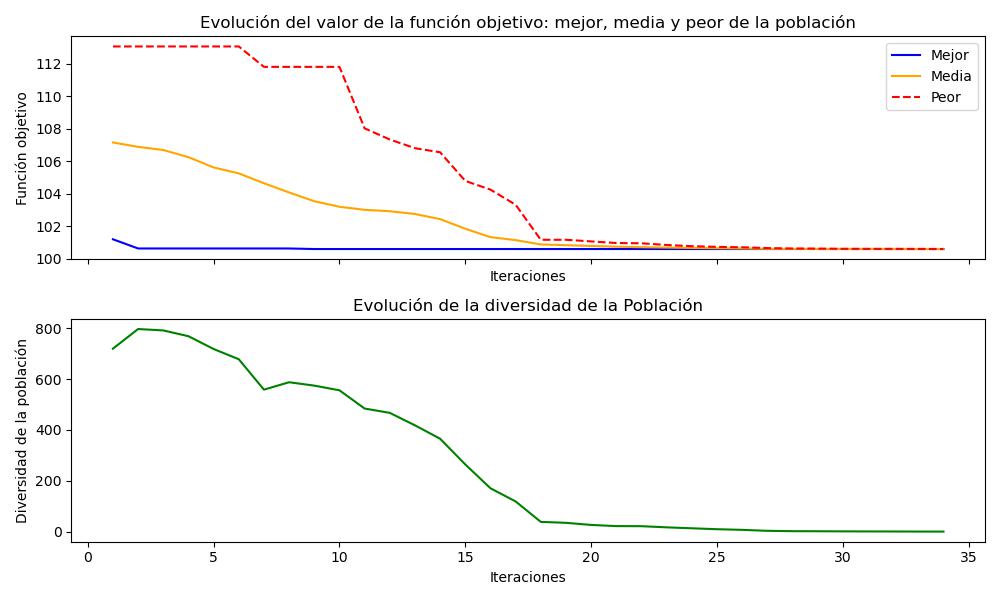 Evolución del valor de la función objetivo: mejor, media y peor de la población
Función objetivo
112
110
108
106
104
102
100
Mejor
Media
Peor
Iteraciones
Evolución de la diversidad de la Población
Diversidad de la población
800
600
400
200
0
0 5 10 15 20 25 30 35
Iteraciones